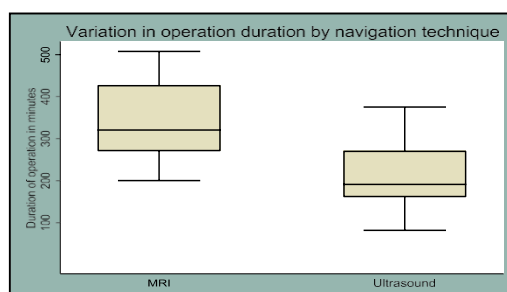 Variation in operation duration by navigation technique
Duration of operation in minutes
500
400
300
200
100
MRI
Ultrasound